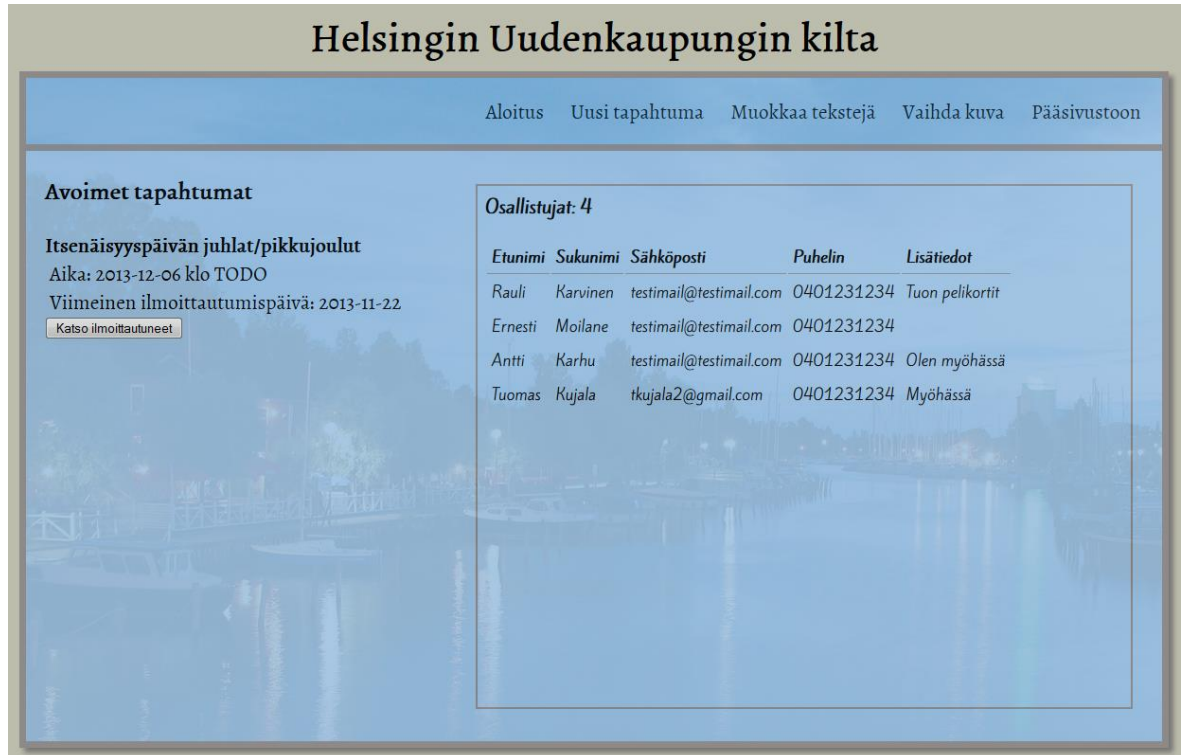 Helsingin Uudenkaupungin kilta
Aloitus Uusi tapahtuma Muokkaa tekstejä Vaihda kuva Pääsivustoon
Avoimet tapahtumat
Itsenäisyyspäivän juhlat/pikkujoulut
Aika: 2013-12-06 klo TODO
Viimeinen ilmoittautumispäivä: 2013-11-22
Katso ilmoittautuneet
Osallistujat: 4
Etunimi Sukunimi Sähköposti Puhelin Lisätiedot
Rauli Karvinen testimail@testimail.com 0401231234 Tuon pelikortit
Ernesti Moilane testimail@testimail.com 0401231234
Antti Karhu testimail@testimail.com 0401231234 Olen myöhässä
Tuomas Kujala tkujala2@gmail.com 0401231234 Myöhässä